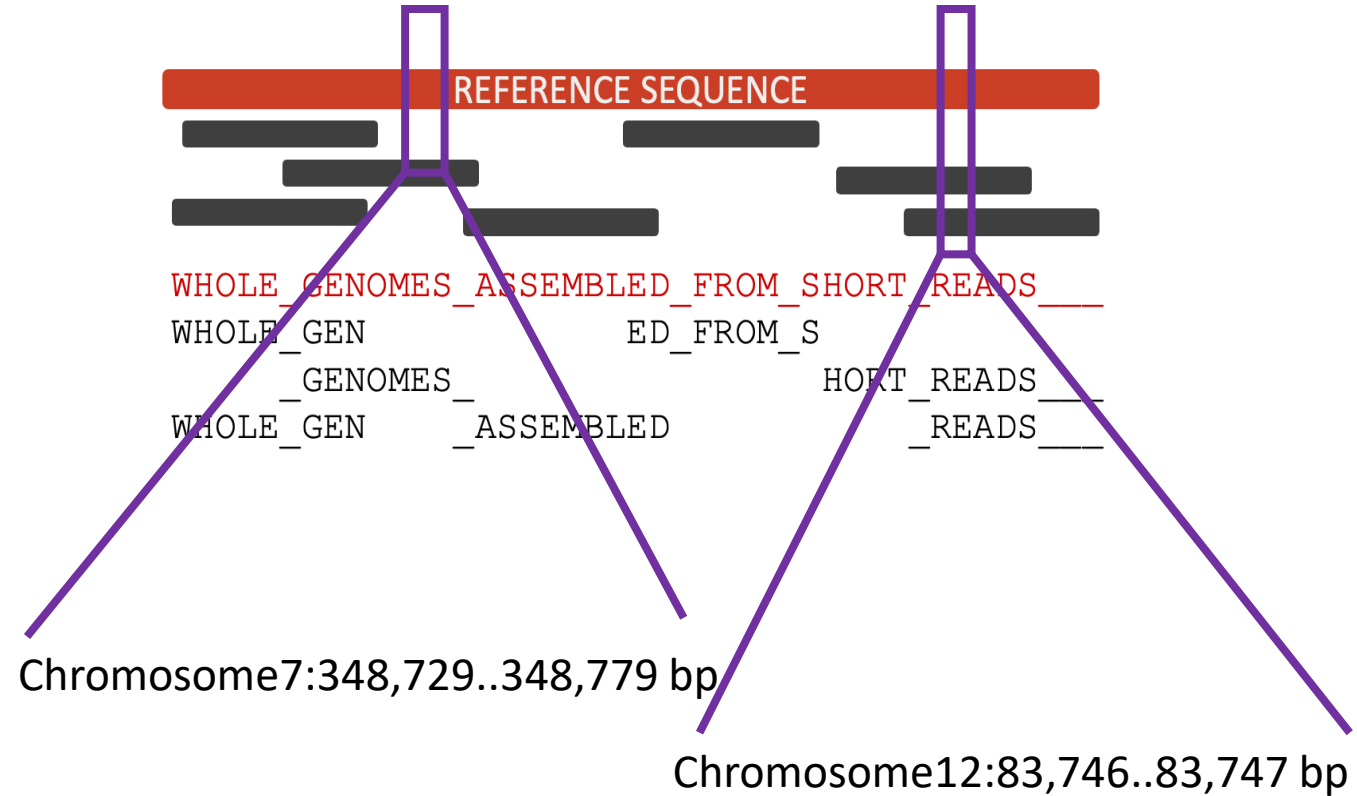 REFERENCE SEQUENCE
WHOLE_GENOMES_ASSEMBLED_FROM_SHORT_READS___
WHOLE_GEN ED_FROM_S
_GENOMES_ HORT_READS___
WHOLE_GEN _ASSEMBLED _READS___
Chromosome7:348,729..348,779 bp
Chromosome12:83,746..83,747 bp